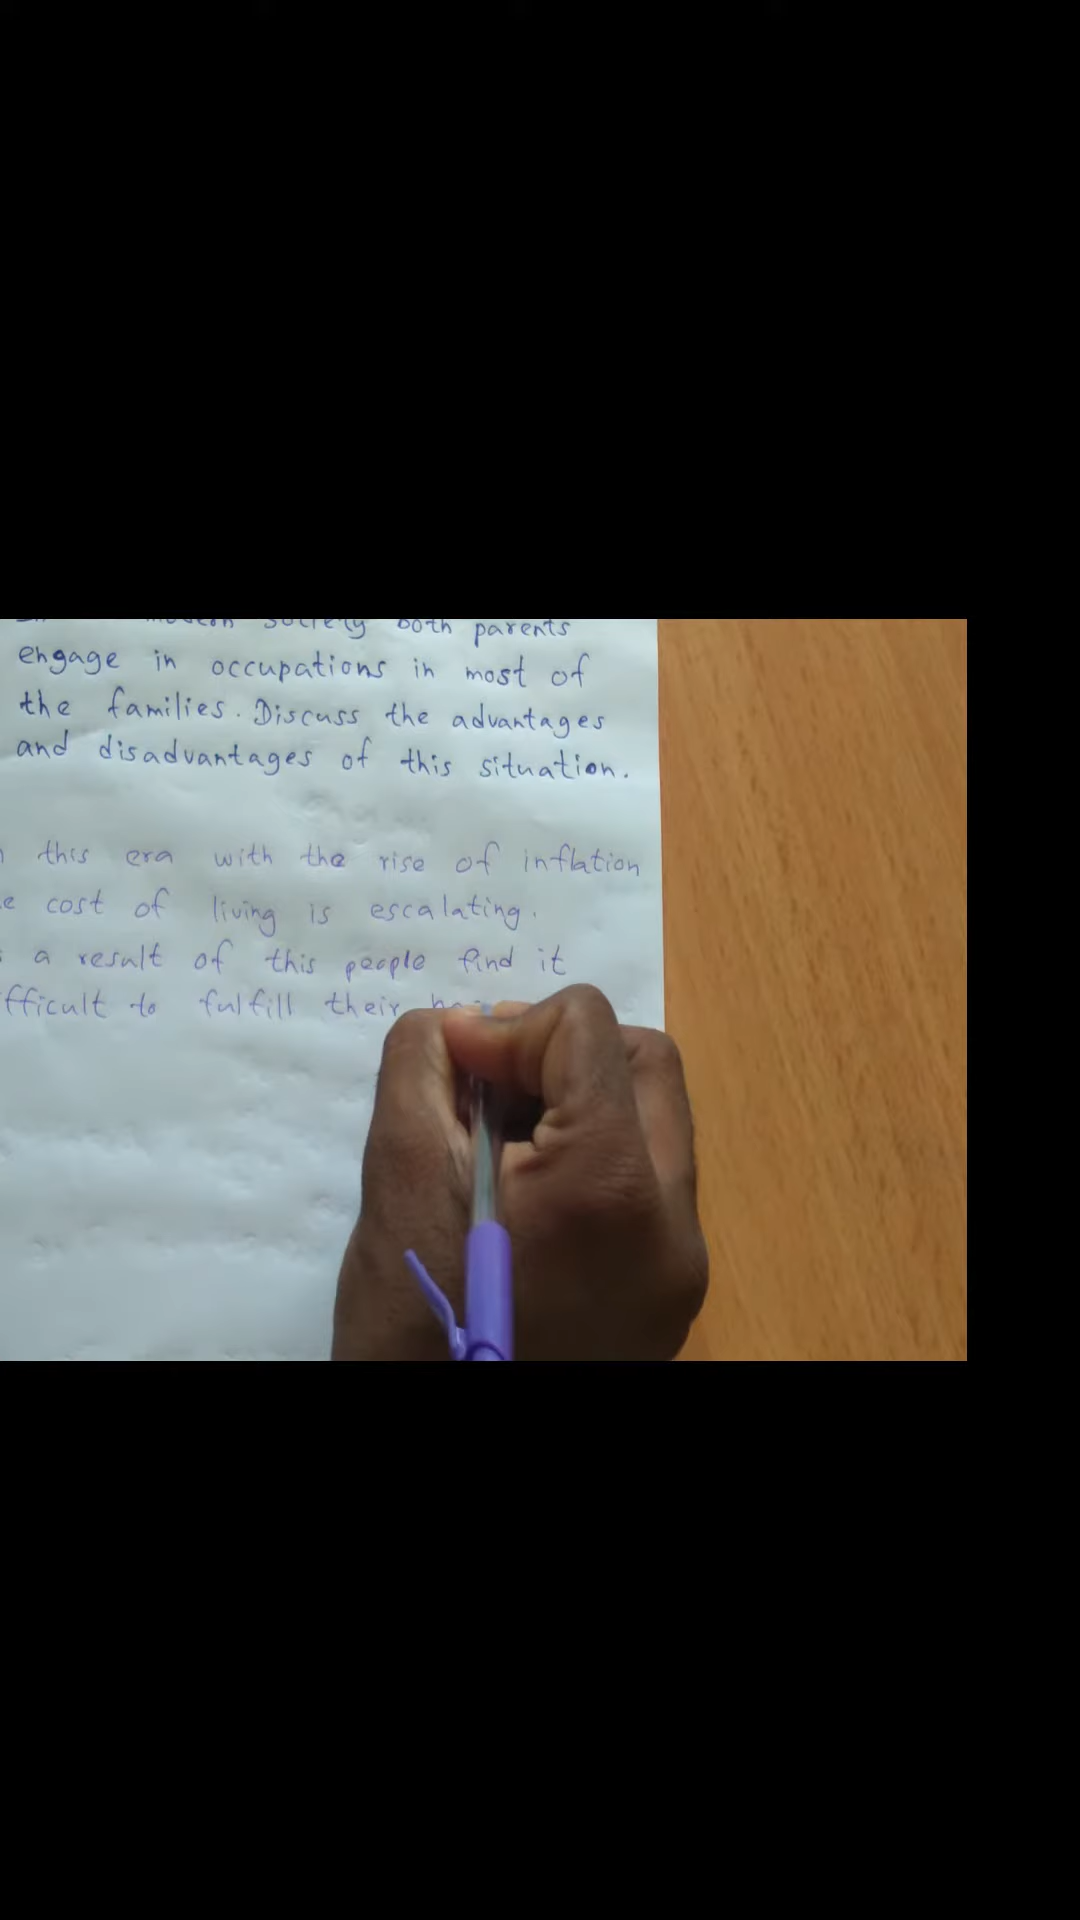 society both parents
engage in occupations in most of
the families. Discuss the advantages
and disadvantages of this situation.
this era with the rise of inflation
cost of living is escalating.
a result of this people find it
fficult to fulfill their